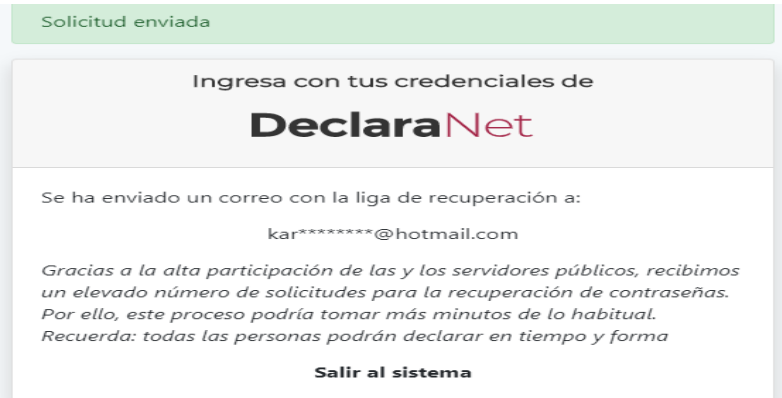 Solicitud enviada
Ingresa con tus credenciales de
DeclaraNet
Se ha enviado un correo con la liga de recuperación a:
kar********@hotmail.com
Gracias a la alta participación de las y los servidores públicos, recibimos
un elevado número de solicitudes para la recuperación de contraseñas.
Por ello, este proceso podría tomar más minutos de lo habitual.
Recuerda: todas las personas podrán declarar en tiempo y forma
Salir al sistema